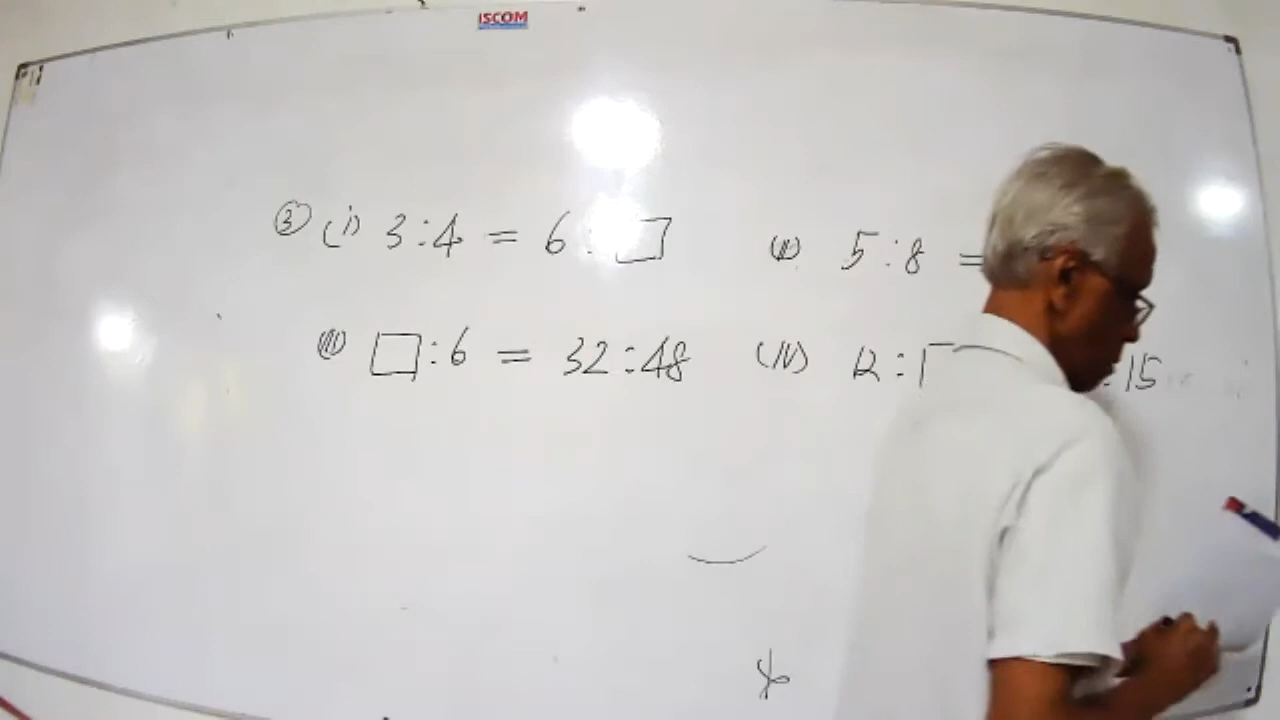 ISCOM
③ (i) 3 : 4 = 6 : □ (ii) 5 : 8 =
(iii) □ : 6 = 32 : 48 (iv) 12 : : 15